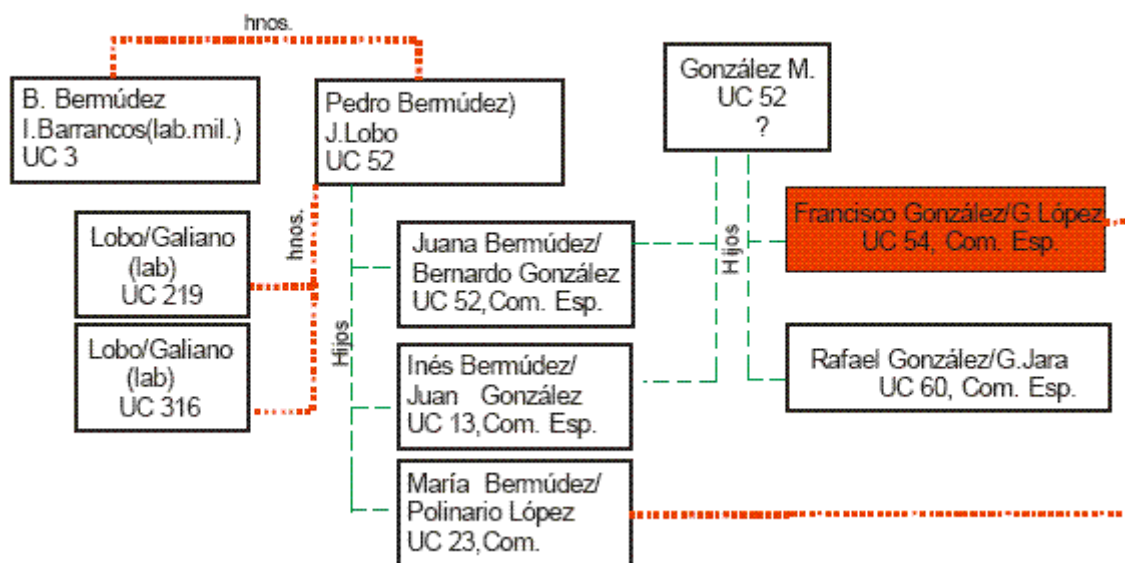 hnos.
B. Bermúdez
I.Barrancos(lab.mil.)
UC 3
Pedro Bermúdez)
J.Lobo
UC 52
González M.
UC 52
?
hnos.
Lobo/Galiano
(lab)
UC 219
Lobo/Galiano
(lab)
UC 316
Hijos
Juana Bermúdez/
Bernardo González
UC 52,Com. Esp.
Inés Bermúdez/
Juan González
UC 13,Com. Esp.
María Bermúdez/
Polinario López
UC 23,Com.
Hijos
Francisco González/G.López
UC 54, Com. Esp.
Rafael González/G.Jara
UC 60, Com. Esp.